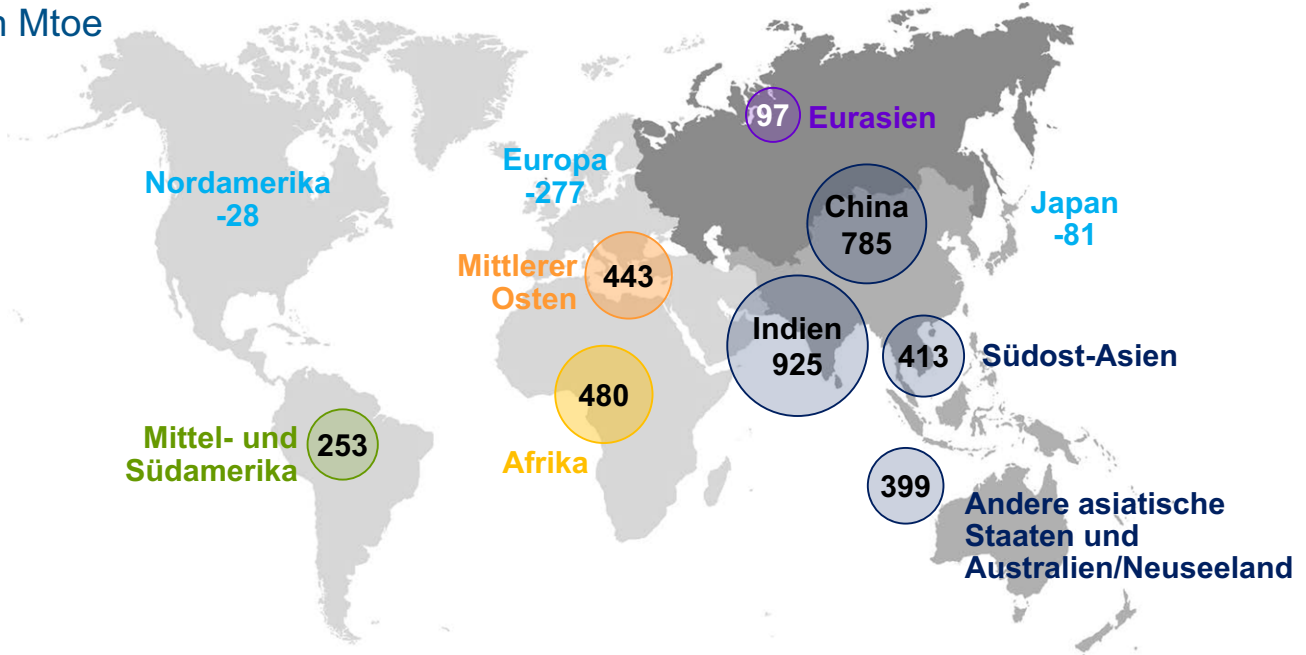 n Mtoe
97 Eurasien
Europa
-277
Nordamerika
-28
China
785
Japan
-81
Mittlerer
Osten
443
Indien
925
413
Südost-Asien
480
Afrika
Mittel- und
Südamerika
253
399
Andere asiatische
Staaten und
Australien/Neuseeland